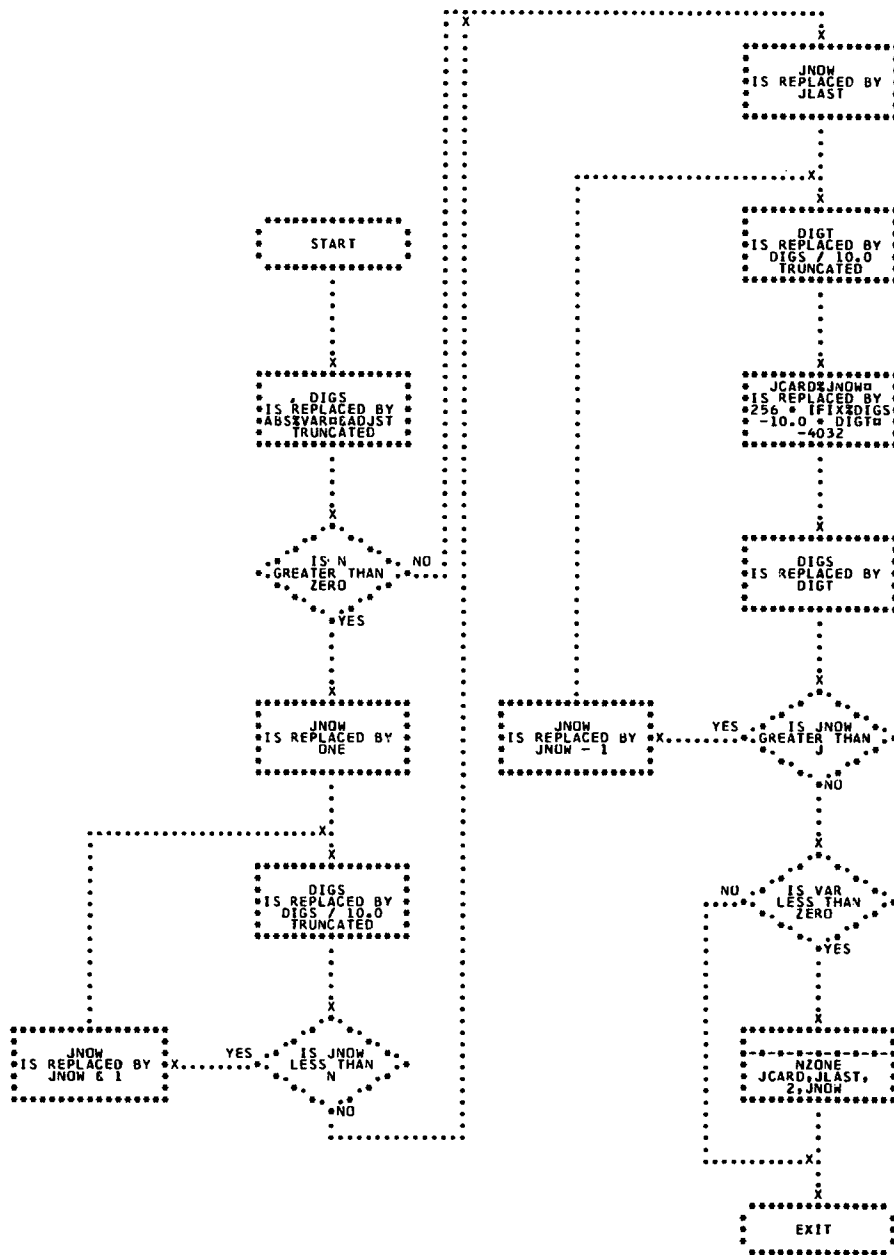 START
DIGS
IS REPLACED BY
ABS%VAR¤&ADJST
TRUNCATED
IS N
GREATER THAN
ZERO
NO
YES
JNOW
IS REPLACED BY
ONE
DIGS
IS REPLACED BY
DIGS / 10.0
TRUNCATED
IS JNOW
LESS THAN
N
YES
NO
JNOW
IS REPLACED BY
JNOW & 1
JNOW
IS REPLACED BY
JLAST
DIGT
IS REPLACED BY
DIGS / 10.0
TRUNCATED
JCARD%JNOW¤
IS REPLACED BY
256 * IFIX%DIGS
-10.0 * DIGT¤
-4032
DIGS
IS REPLACED BY
DIGT
IS JNOW
GREATER THAN
J
YES
NO
JNOW
IS REPLACED BY
JNOW - 1
IS VAR
LESS THAN
ZERO
NO
YES
NZONE
JCARD,JLAST,
2,JNOW
EXIT